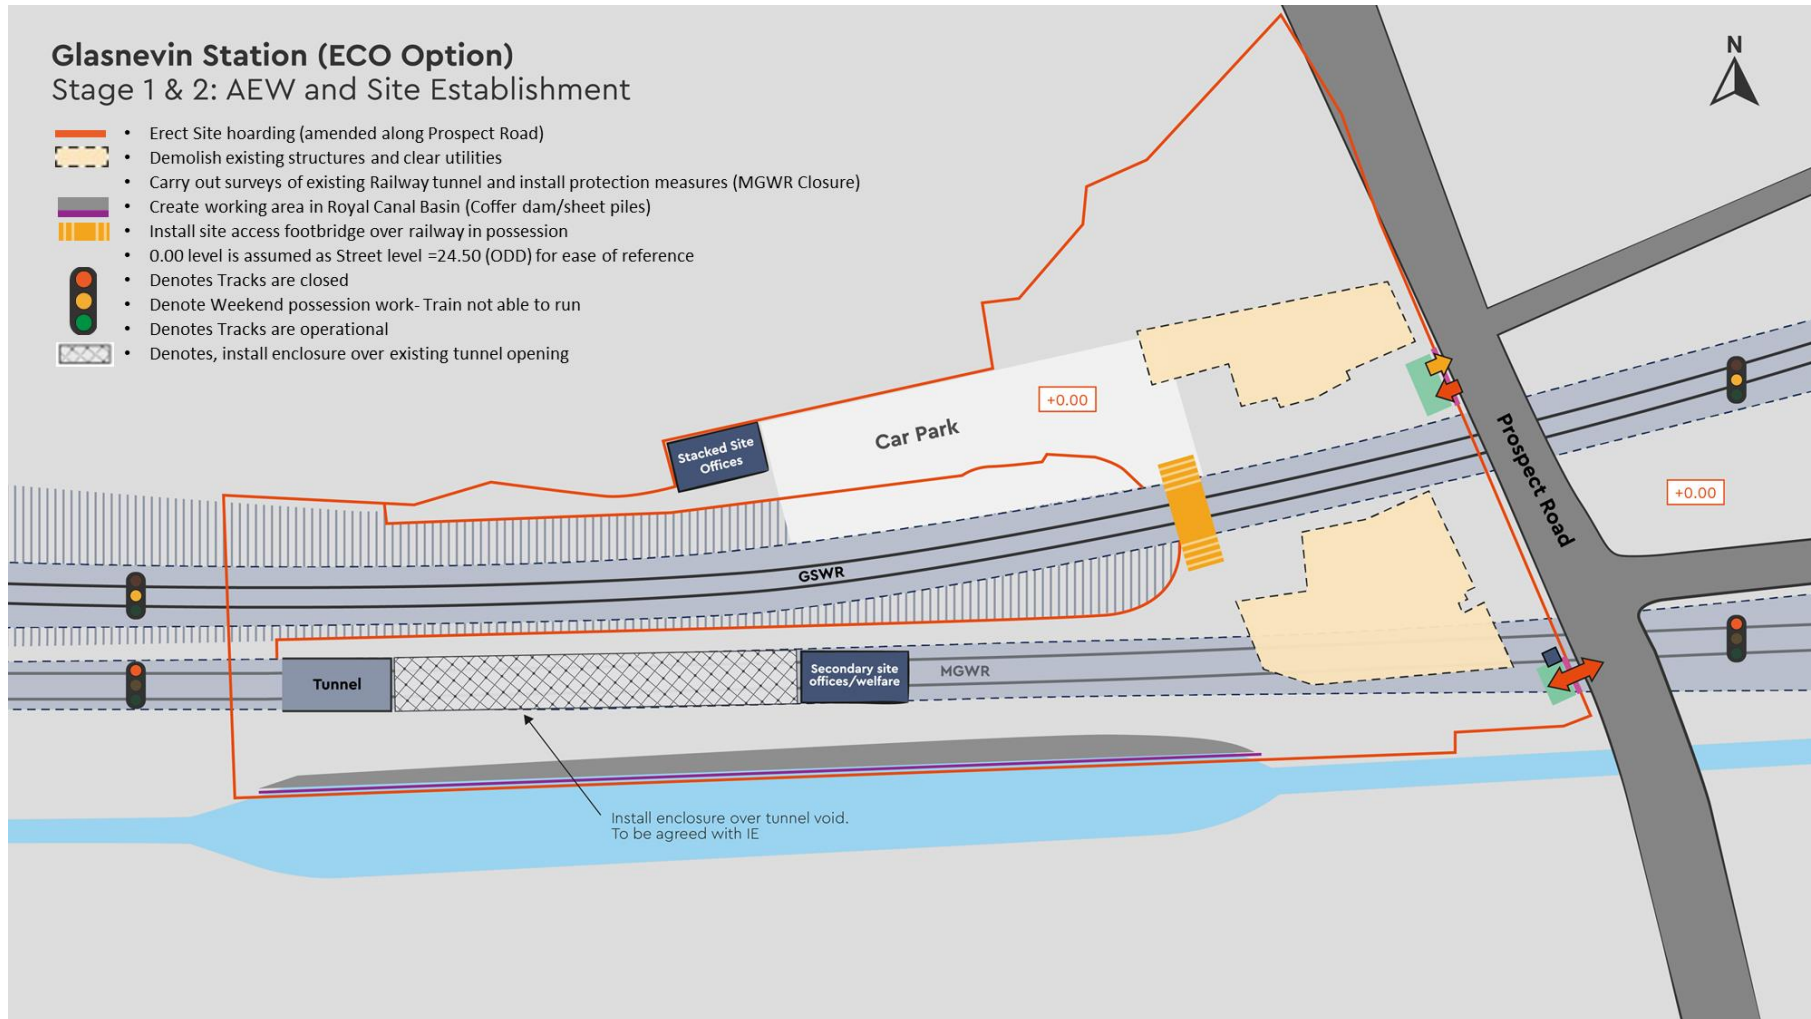 Glasnevin Station (ECO Option)
Stage 1 & 2: AEW and Site Establishment
• Erect Site hoarding (amended along Prospect Road)
• Demolish existing structures and clear utilities
• Carry out surveys of existing Railway tunnel and install protection measures (MGWR Closure)
• Create working area in Royal Canal Basin (Coffer dam/sheet piles)
• Install site access footbridge over railway in possession
• 0.00 level is assumed as Street level =24.50 (ODD) for ease of reference
• Denotes Tracks are closed
• Denote Weekend possession work- Train not able to run
• Denotes Tracks are operational
• Denotes, install enclosure over existing tunnel opening
N
+0.00
Car Park
Stacked Site
Offices
Prospect Road
+0.00
GSWR
Tunnel
Secondary site
offices/welfare
MGWR
Install enclosure over tunnel void.
To be agreed with IE